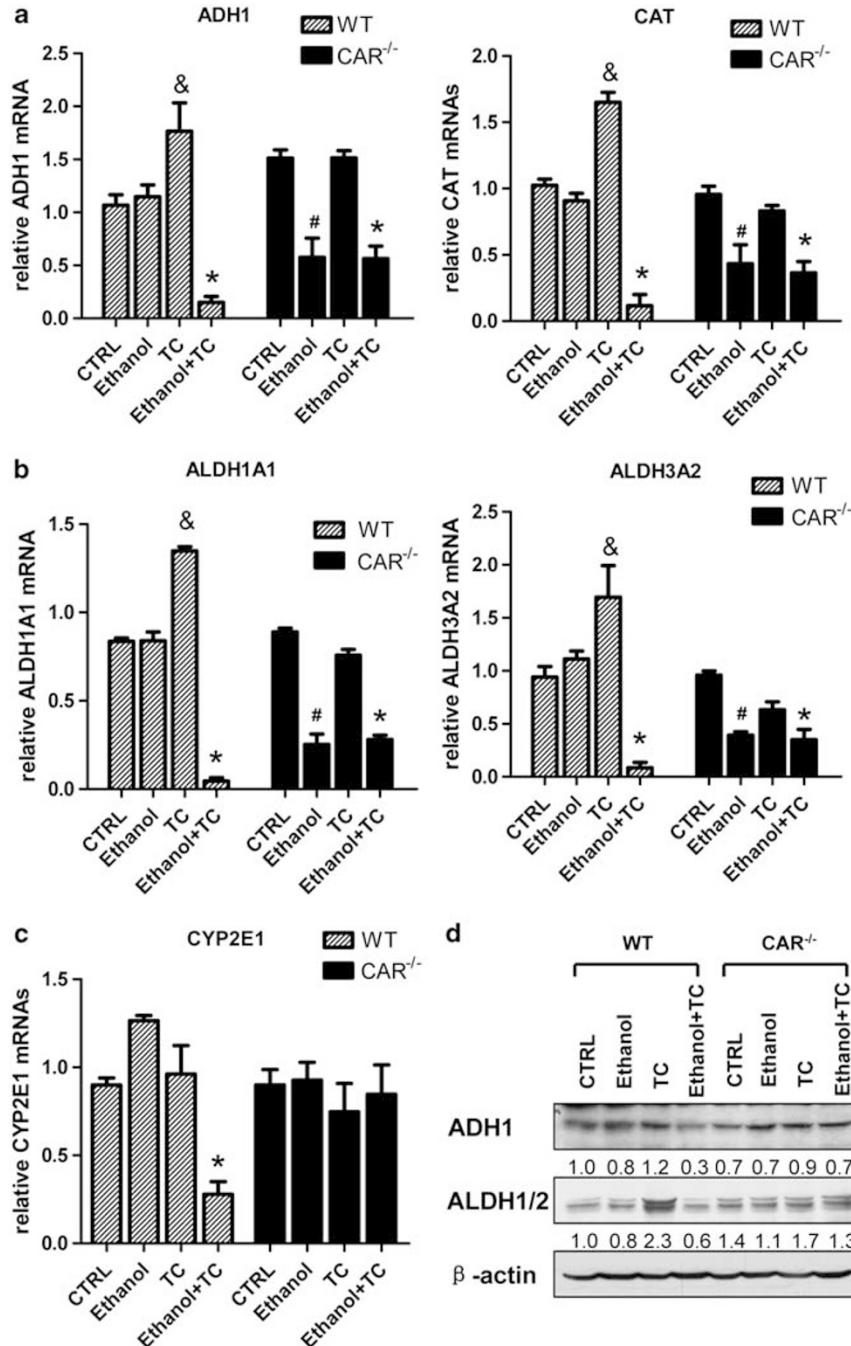 a
ADH1
WT
CAR-/-
relative ADH1 mRNA
2.5
2.0
1.5
1.0
0.5
0.0
&
*
#
*
CTRL
Ethanol
TC
Ethanol+TC
CTRL
Ethanol
TC
Ethanol+TC
CAT
WT
CAR-/-
relative CAT mRNAs
2.0
1.5
1.0
0.5
0.0
&
*
#
*
CTRL
Ethanol
TC
Ethanol+TC
CTRL
Ethanol
TC
Ethanol+TC
b
ALDH1A1
WT
CAR-/-
relative ALDH1A1 mRNA
1.5
1.0
0.5
0.0
&
*
#
*
CTRL
Ethanol
TC
Ethanol+TC
CTRL
Ethanol
TC
Ethanol+TC
ALDH3A2
WT
CAR-/-
relative ALDH3A2 mRNA
3.0
2.5
2.0
1.5
1.0
0.5
0.0
&
*
#
*
CTRL
Ethanol
TC
Ethanol+TC
CTRL
Ethanol
TC
Ethanol+TC
c
CYP2E1
WT
CAR-/-
relative CYP2E1 mRNAs
1.5
1.0
0.5
0.0
*
CTRL
Ethanol
TC
Ethanol+TC
CTRL
Ethanol
TC
Ethanol+TC
d
WT CAR-/-
CTRL Ethanol TC Ethanol+TC CTRL Ethanol TC Ethanol+TC
ADH1
1.0 0.8 1.2 0.3 0.7 0.7 0.9 0.7
ALDH1/2
1.0 0.8 2.3 0.6 1.4 1.1 1.7 1.3
β-actin